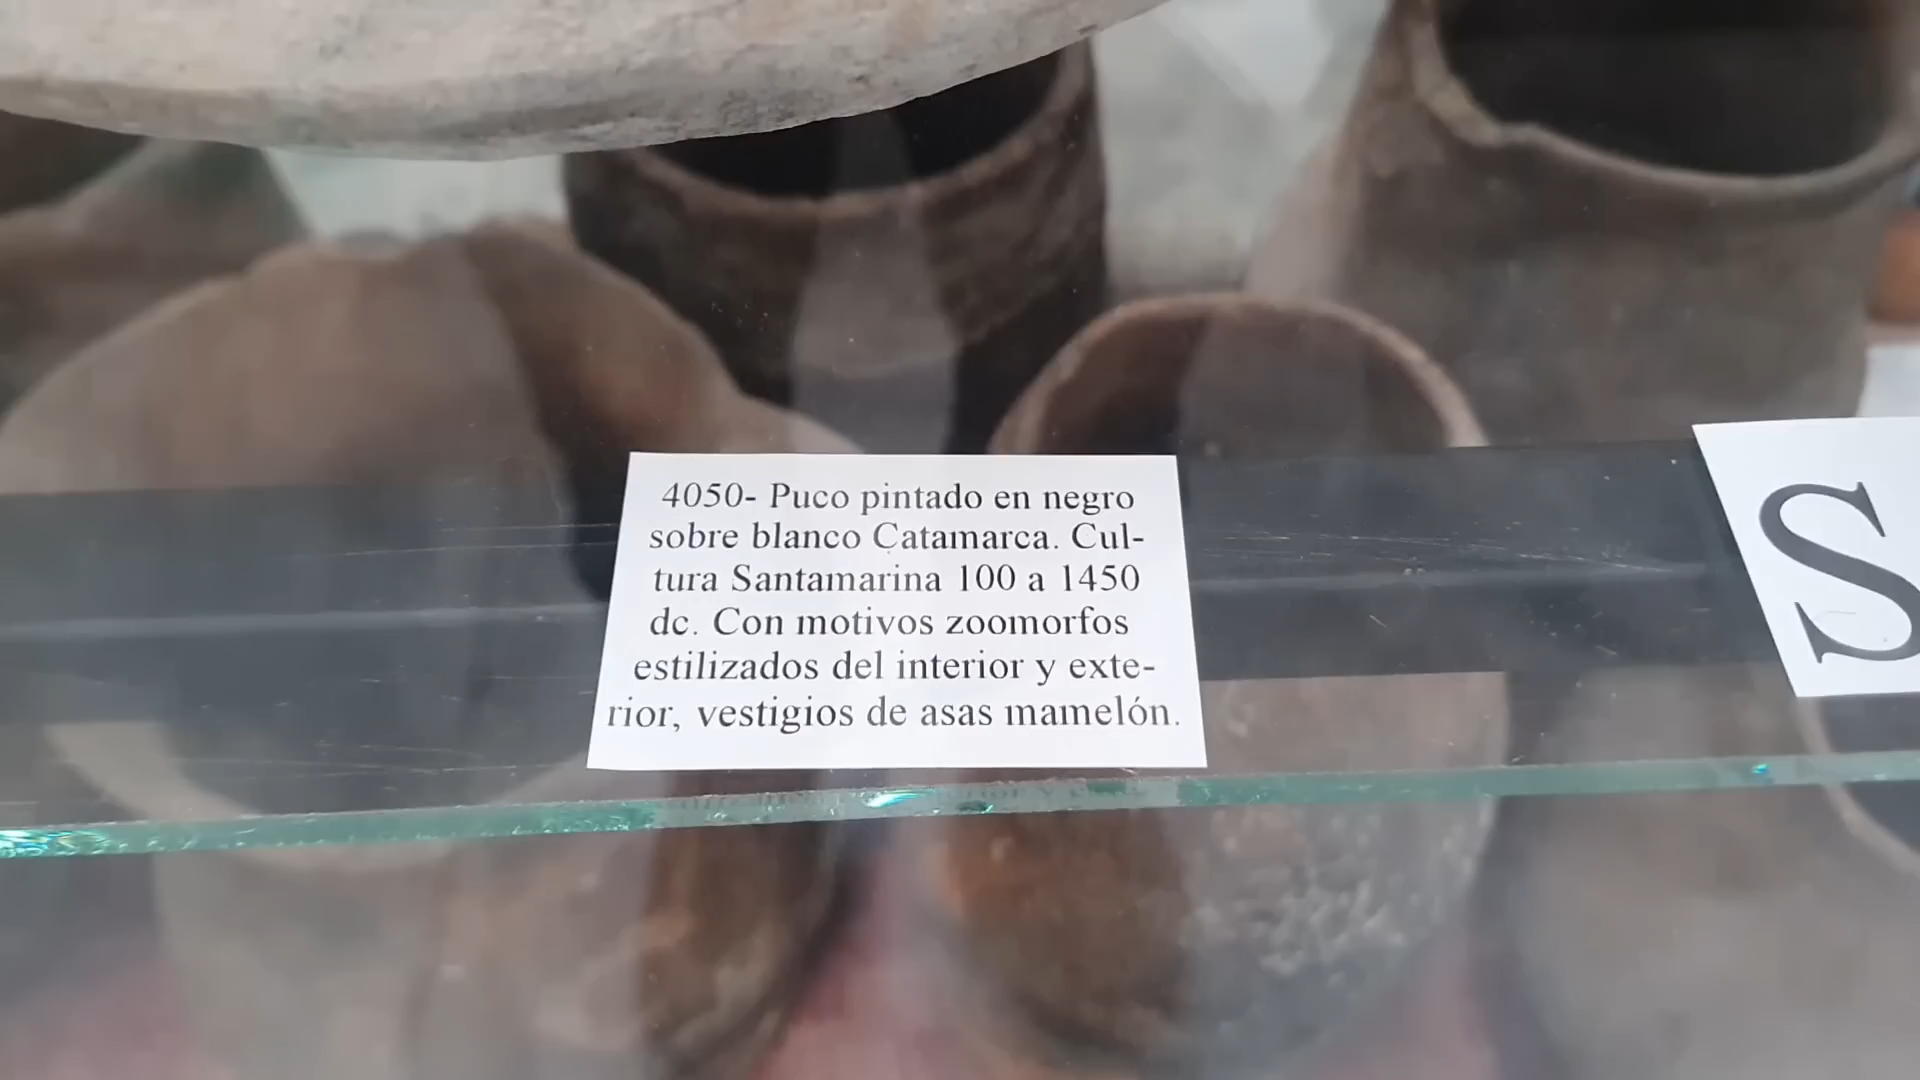 4050- Puco pintado en negro
sobre blanco Catamarca. Cul-
tura Santamarina 100 a 1450
dc. Con motivos zoomorfos
estilizados del interior y exte-
rior, vestigios de asas mamelón.
S